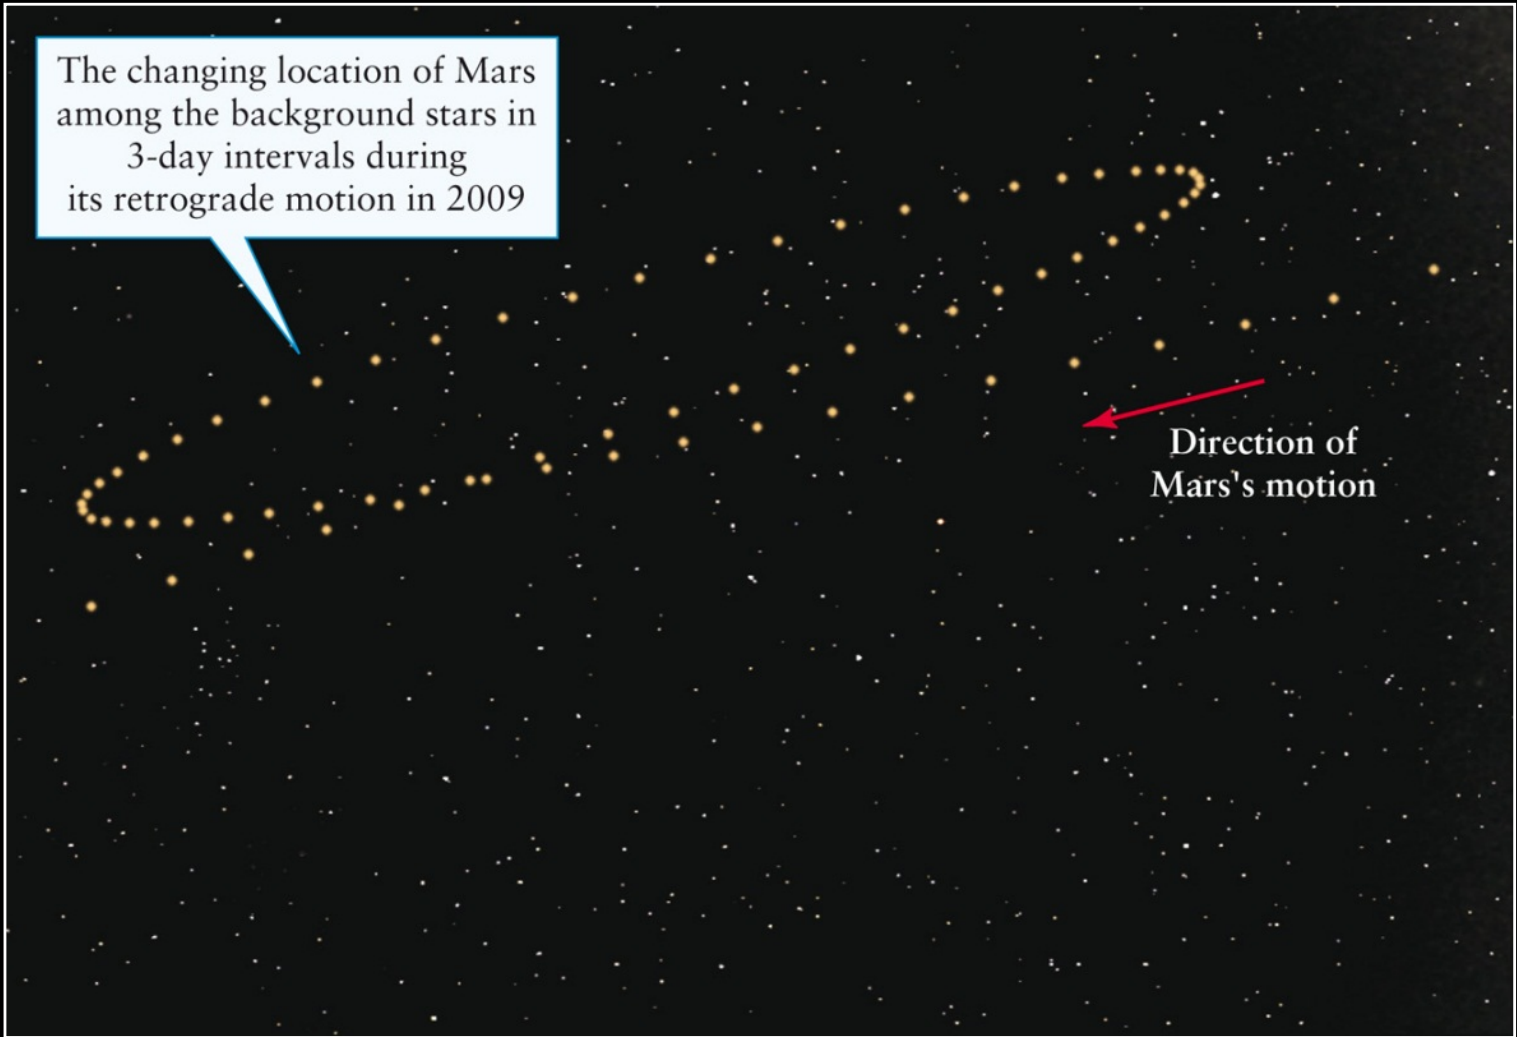 The changing location of Mars
among the background stars in
3-day intervals during
its retrograde motion in 2009
Direction of
Mars's motion